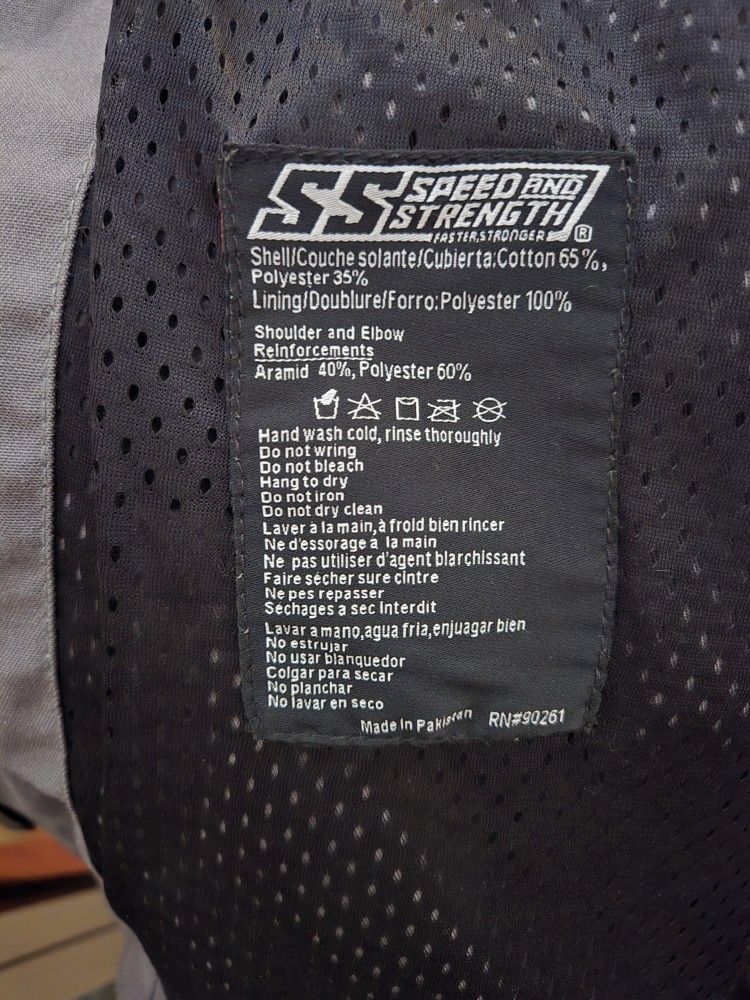 SS SPEED AND
STRENGTH
FASTER, STRONGER ®
Shell/Couche solante/Cubierta:Cotton 65%,
Polyester 35%
Lining/Doublure/Forro:Polyester 100%
Shoulder and Elbow
Reinforcements
Aramid 40%, Polyester 60%
Hand wash cold, rinse thoroughly
Do not wring
Do not bleach
Hang to dry
Do not iron
Do not dry clean
Laver a la main,à froid bien rincer
Ne d'essorage a la main
Ne pas utiliser d'agent blarchissant
Faire sécher sure cintre
Ne pes repasser
Séchages a sec Interdit
Lavar a mano,agua fria,enjuagar bien
No estrujar
No usar blanquedor
Colgar para secar
No planchar
No lavar en seco
Made in Pakistan RN#90261